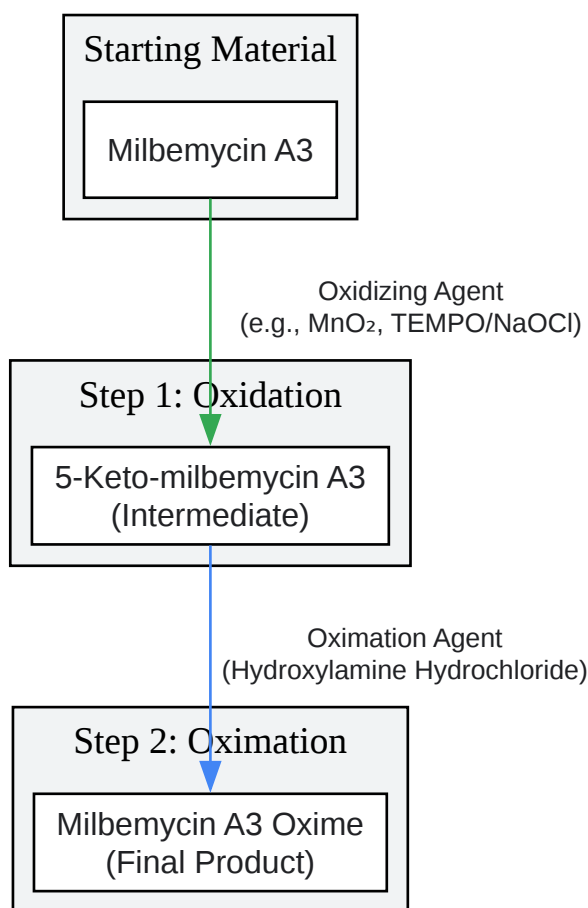 Starting Material
Milbemycin A3
Oxidizing Agent
(e.g., MnO₂, TEMPO/NaOCl)
Step 1: Oxidation
5-Keto-milbemycin A3
(Intermediate)
Oximation Agent
(Hydroxylamine Hydrochloride)
Step 2: Oximation
Milbemycin A3 Oxime
(Final Product)